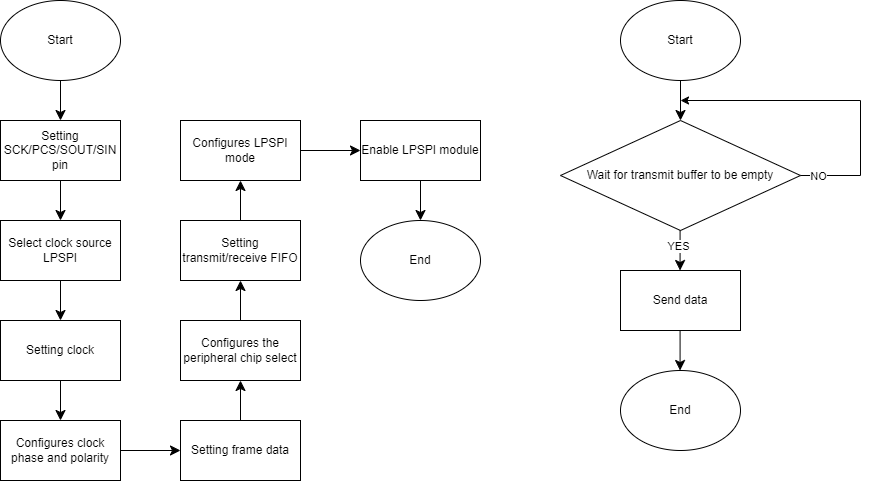 Start
Setting
SCK/PCS/SOUT/SIN
pin
Select clock source
LPSPI
Setting clock
Configures clock
phase and polarity
Setting frame data
Configures the
peripheral chip select
Setting
transmit/receive FIFO
Configures LPSPI
mode
Enable LPSPI module
End
Start
Wait for transmit buffer to be empty
NO
YES
Send data
End